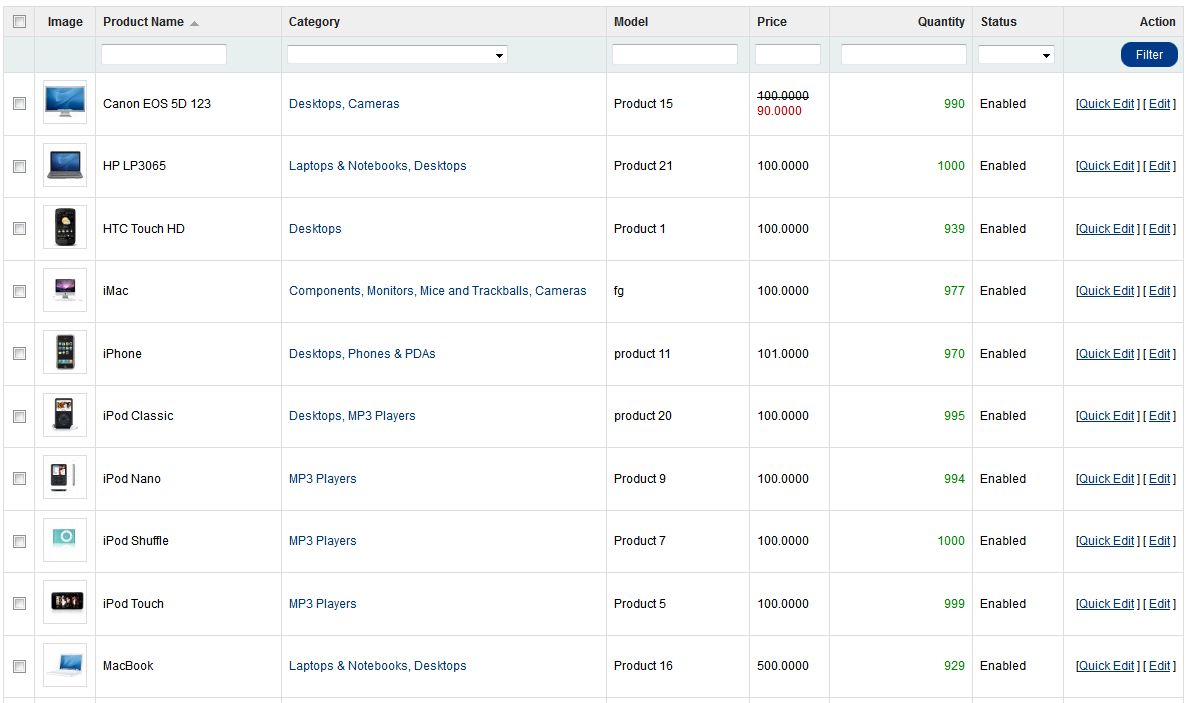 Image Product Name Category Model Price Quantity Status Action
Filter
Canon EOS 5D 123 Desktops, Cameras Product 15 100.0000 990 Enabled [Quick Edit ] [ Edit ]
90.0000
HP LP3065 Laptops & Notebooks, Desktops Product 21 100.0000 1000 Enabled [Quick Edit ] [ Edit ]
HTC Touch HD Desktops Product 1 100.0000 939 Enabled [Quick Edit ] [ Edit ]
iMac Components, Monitors, Mice and Trackballs, Cameras fg 100.0000 977 Enabled [Quick Edit ] [ Edit ]
iPhone Desktops, Phones & PDAs product 11 101.0000 970 Enabled [Quick Edit ] [ Edit ]
iPod Classic Desktops, MP3 Players product 20 100.0000 995 Enabled [Quick Edit ] [ Edit ]
iPod Nano MP3 Players Product 9 100.0000 994 Enabled [Quick Edit ] [ Edit ]
iPod Shuffle MP3 Players Product 7 100.0000 1000 Enabled [Quick Edit ] [ Edit ]
iPod Touch MP3 Players Product 5 100.0000 999 Enabled [Quick Edit ] [ Edit ]
MacBook Laptops & Notebooks, Desktops Product 16 500.0000 929 Enabled [Quick Edit ] [ Edit ]